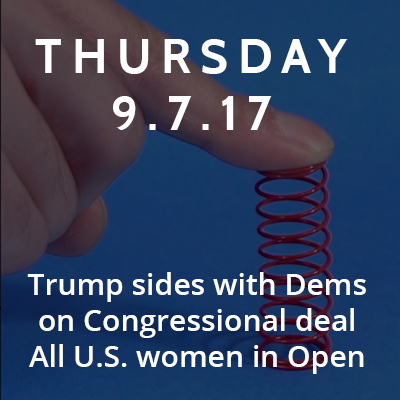 THURSDAY
9.7.17
Trump sides with Dems
on Congressional deal
All U.S. women in Open